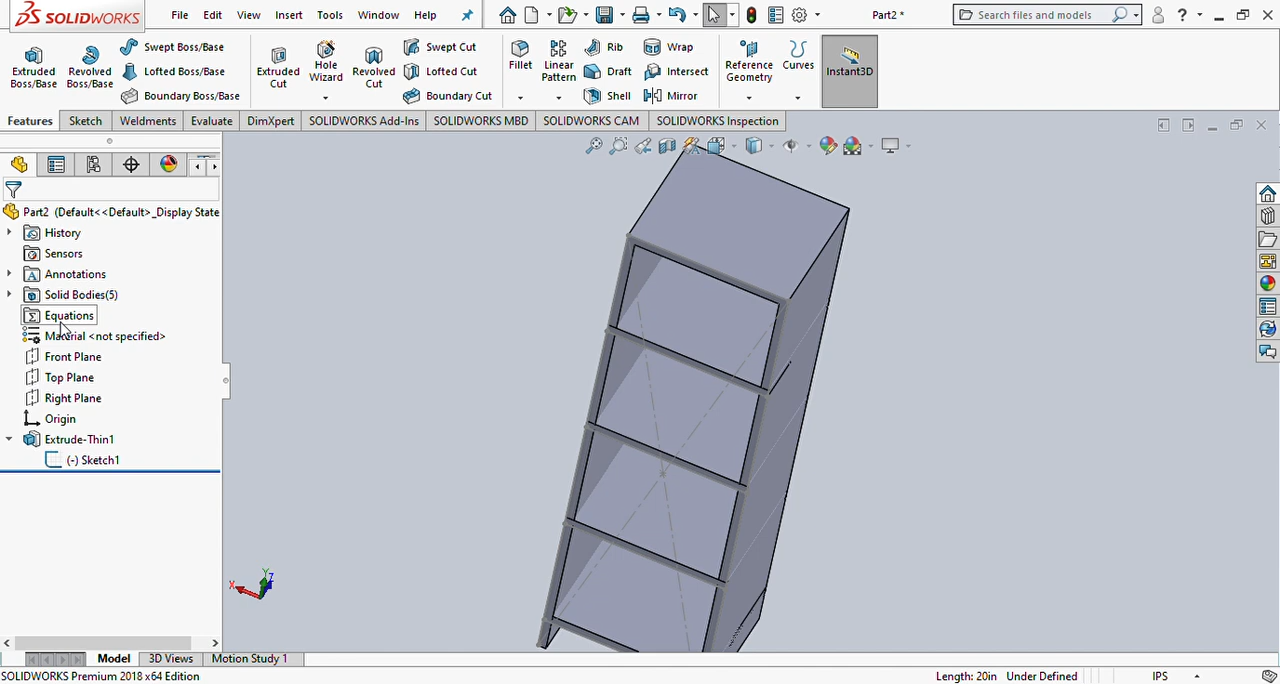 SOLIDWORKS File Edit View Insert Tools Window Help Part2 * Search files and models ?
Extruded Boss/Base
Revolved Boss/Base
Swept Boss/Base
Lofted Boss/Base
Boundary Boss/Base
Extruded Cut
Hole Wizard
Revolved Cut
Swept Cut
Lofted Cut
Boundary Cut
Fillet
Linear Pattern
Rib
Draft
Shell
Wrap
Intersect
Mirror
Reference Geometry
Curves
Instant3D
Features Sketch Weldments Evaluate DimXpert SOLIDWORKS Add-Ins SOLIDWORKS MBD SOLIDWORKS CAM SOLIDWORKS Inspection
Part2 (Default<<Default>_Display State
History
Sensors
Annotations
Solid Bodies(5)
Equations
Material <not specified>
Front Plane
Top Plane
Right Plane
Origin
Extrude-Thin1
(-) Sketch1
X Y Z
Model 3D Views Motion Study 1
SOLIDWORKS Premium 2018 x64 Edition Length: 20in Under Defined IPS